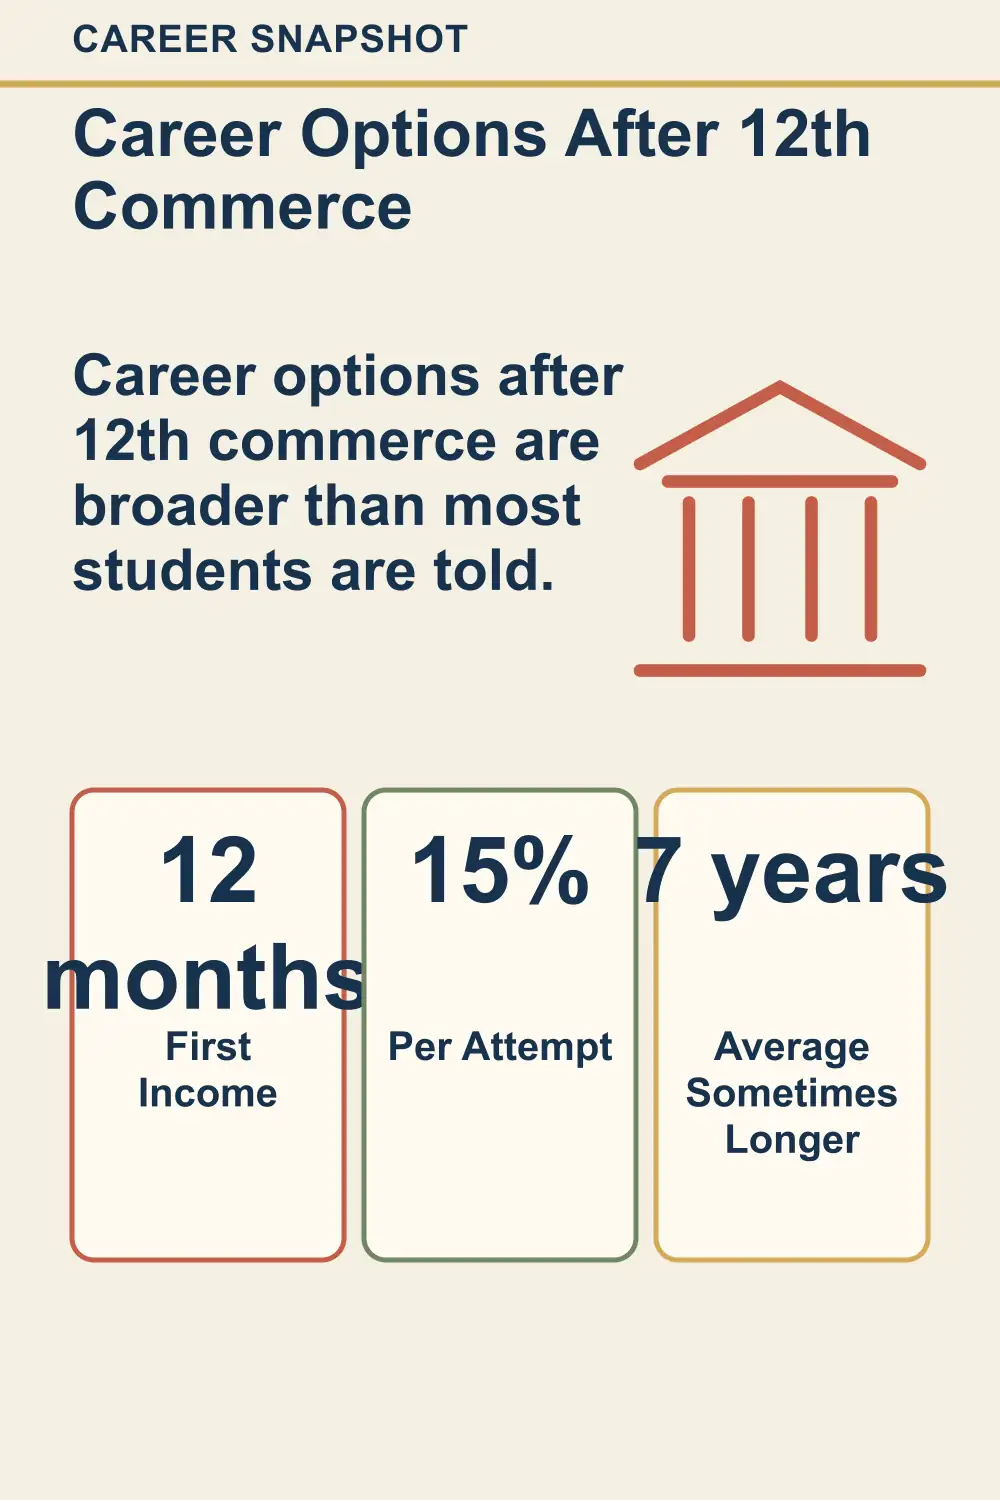 CAREER SNAPSHOT
Career Options After 12th
Commerce
Career options after
12th commerce are
broader than most
students are told.
12
months
First
Income
15%
Per Attempt
7 years
Average
Sometimes
Longer